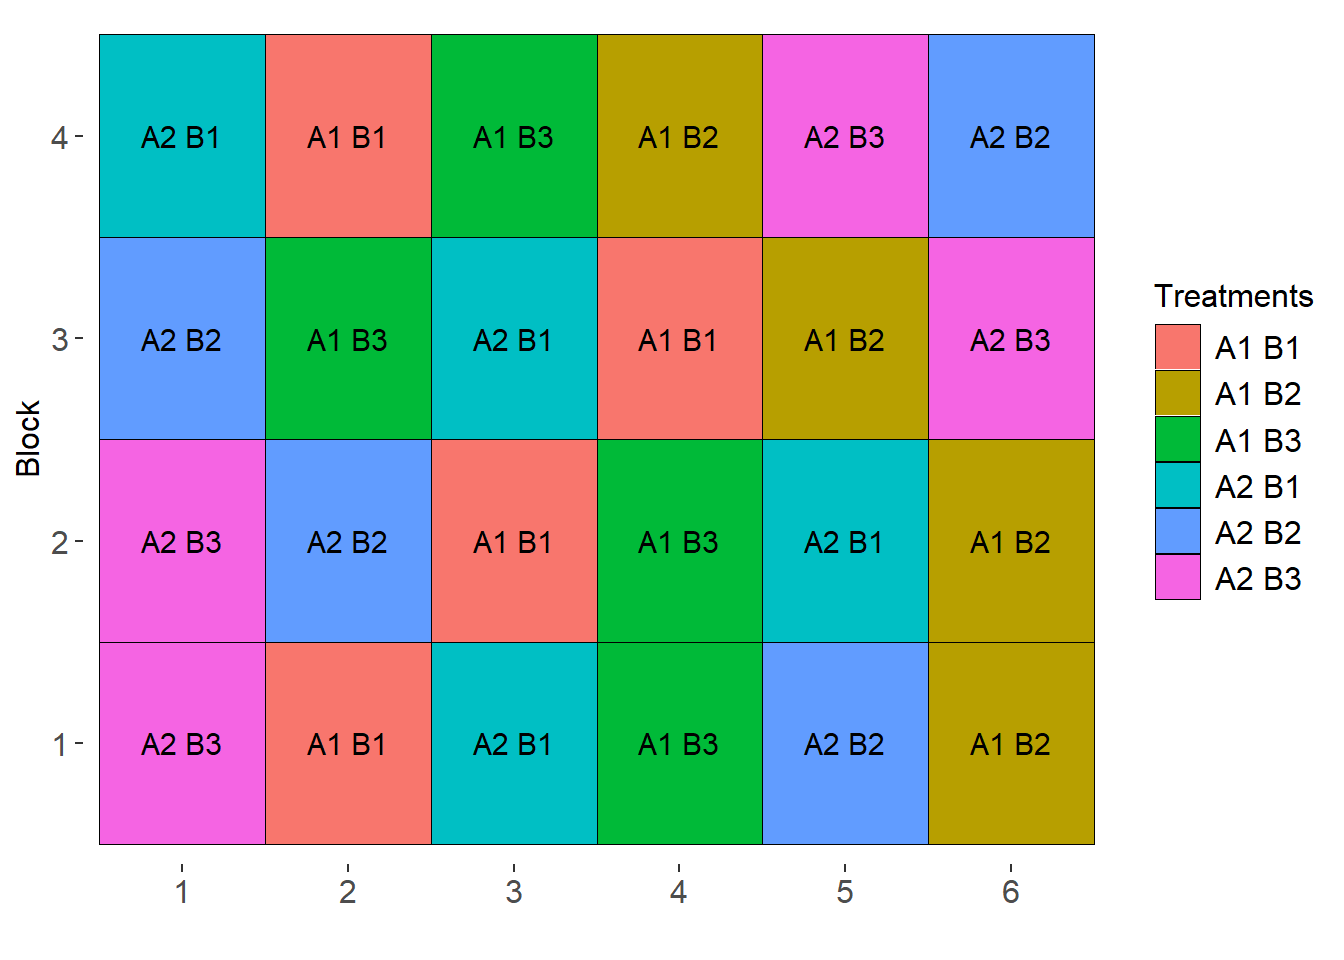 4
A2 B1 A1 B1 A1 B3 A1 B2 A2 B3 A2 B2
3
A2 B2 A1 B3 A2 B1 A1 B1 A1 B2 A2 B3
Block
2
A2 B3 A2 B2 A1 B1 A1 B3 A2 B1 A1 B2
1
A2 B3 A1 B1 A2 B1 A1 B3 A2 B2 A1 B2
1 2 3 4 5 6
Treatments
A1 B1
A1 B2
A1 B3
A2 B1
A2 B2
A2 B3